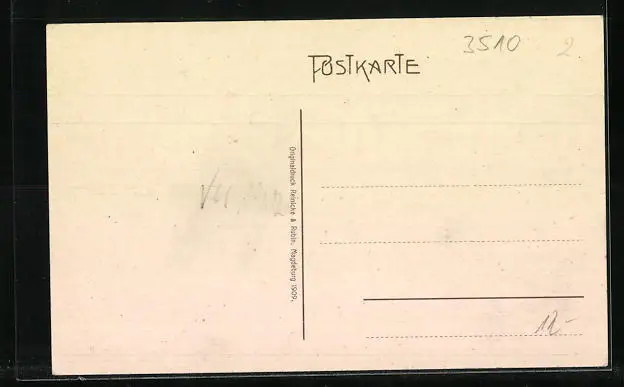 3510 2
POSTKARTE
Originaldruck Reinicke & Rubin, Magdeburg 1909.
12-